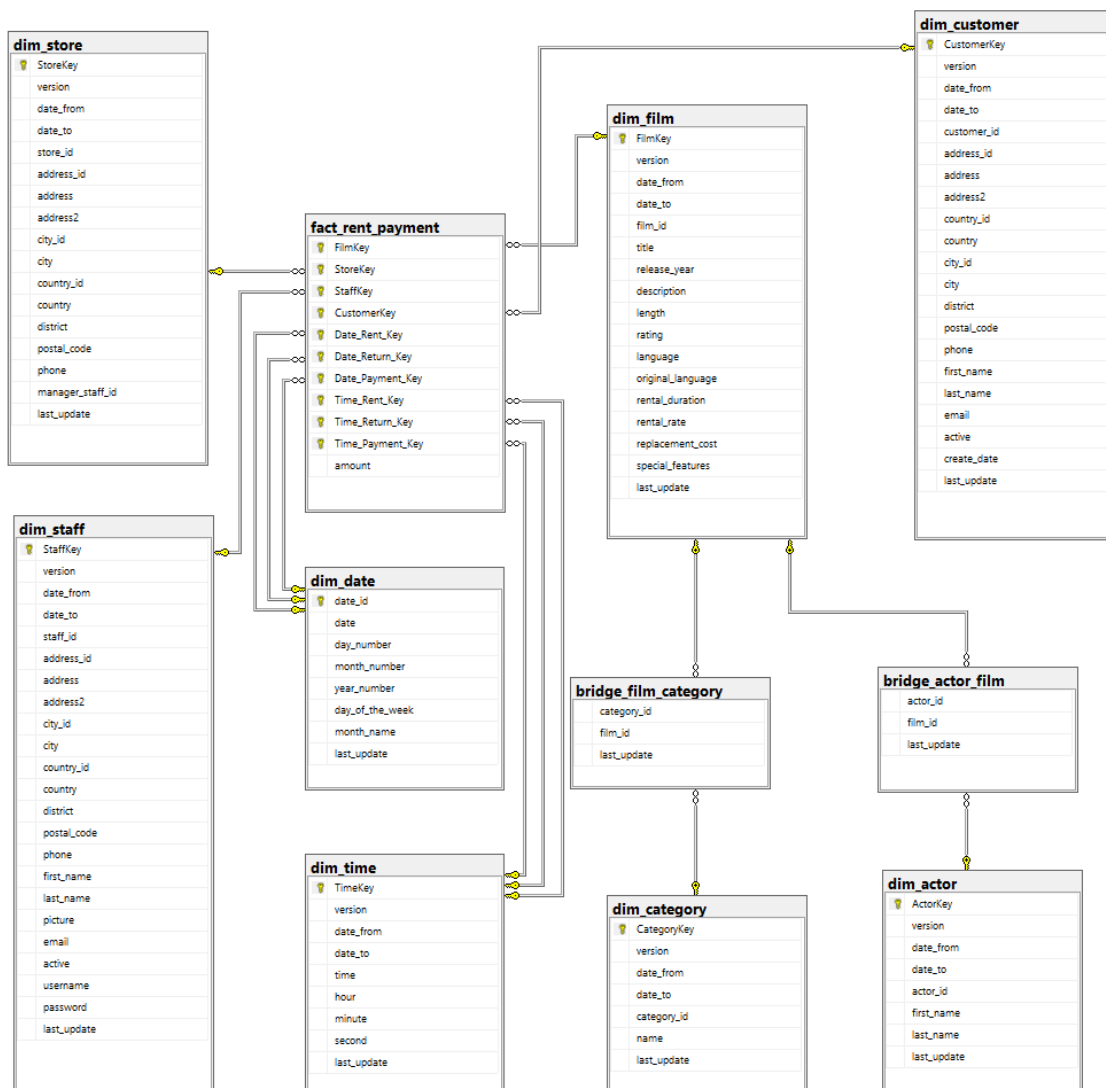 dim_store
StoreKey
version
date_from
date_to
store_id
address_id
address
address2
city_id
city
country_id
country
district
postal_code
phone
manager_staff_id
last_update
dim_staff
StaffKey
version
date_from
date_to
staff_id
address_id
address
address2
city_id
city
country_id
country
district
postal_code
phone
first_name
last_name
picture
email
active
username
password
last_update
fact_rent_payment
FilmKey
StoreKey
StaffKey
CustomerKey
Date_Rent_Key
Date_Return_Key
Date_Payment_Key
Time_Rent_Key
Time_Return_Key
Time_Payment_Key
amount
dim_date
date_id
date
day_number
month_number
year_number
day_of_the_week
month_name
last_update
dim_time
TimeKey
version
date_from
date_to
time
hour
minute
second
last_update
dim_film
FilmKey
version
date_from
date_to
film_id
title
release_year
description
length
rating
language
original_language
rental_duration
rental_rate
replacement_cost
special_features
last_update
bridge_film_category
category_id
film_id
last_update
dim_category
CategoryKey
version
date_from
date_to
category_id
name
last_update
dim_customer
CustomerKey
version
date_from
date_to
customer_id
address_id
address
address2
country_id
country
city_id
city
district
postal_code
phone
first_name
last_name
email
active
create_date
last_update
bridge_actor_film
actor_id
film_id
last_update
dim_actor
ActorKey
version
date_from
date_to
actor_id
first_name
last_name
last_update